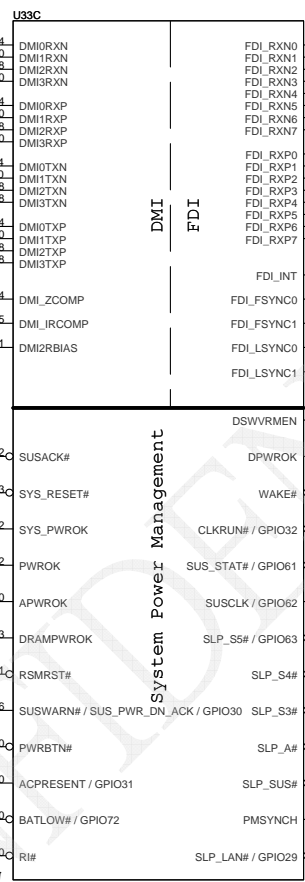 U33C
DMI0RXN FDI_RXN0
DMI1RXN FDI_RXN1
DMI2RXN FDI_RXN2
DMI3RXN FDI_RXN3
FDI_RXN4
DMI0RXP FDI_RXN5
DMI1RXP FDI_RXN6
DMI2RXP FDI_RXN7
DMI3RXP
FDI_RXP0
DMI0TXN FDI_RXP1
DMI1TXN FDI_RXP2
DMI2TXN FDI_RXP3
DMI3TXN FDI_RXP4
FDI_RXP5
DMI0TXP FDI_RXP6
DMI1TXP FDI_RXP7
DMI2TXP
DMI3TXP
DMI
FDI
FDI_INT
DMI_ZCOMP FDI_FSYNC0
DMI_IRCOMP FDI_FSYNC1
DMI2RBIAS FDI_LSYNC0
FDI_LSYNC1
System Power Management
DSWVRMEN
SUSACK# DPWROK
SYS_RESET# WAKE#
SYS_PWROK CLKRUN# / GPIO32
PWROK SUS_STAT# / GPIO61
APWROK SUSCLK / GPIO62
DRAMPWROK SLP_S5# / GPIO63
RSMRST# SLP_S4#
SUSWARN# / SUS_PWR_DN_ACK / GPIO30 SLP_S3#
PWRBTN# SLP_A#
ACPRESENT / GPIO31 SLP_SUS#
BATLOW# / GPIO72 PMSYNCH
RI# SLP_LAN# / GPIO29